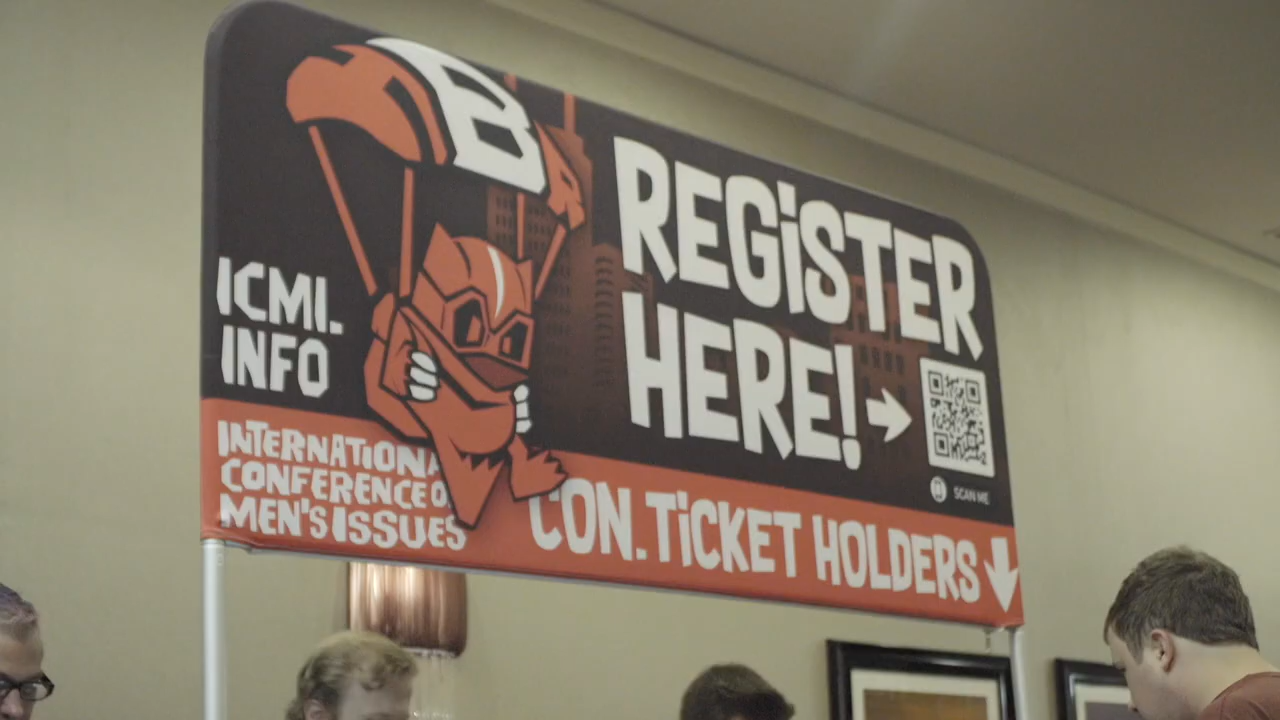 B
REGiSTER
HERE!
ICMI.
INFO
SCAN ME
INTERNATIONA
CONFERENCE O
MEN'S ISSUES
CON. TiCKET HOLDERS